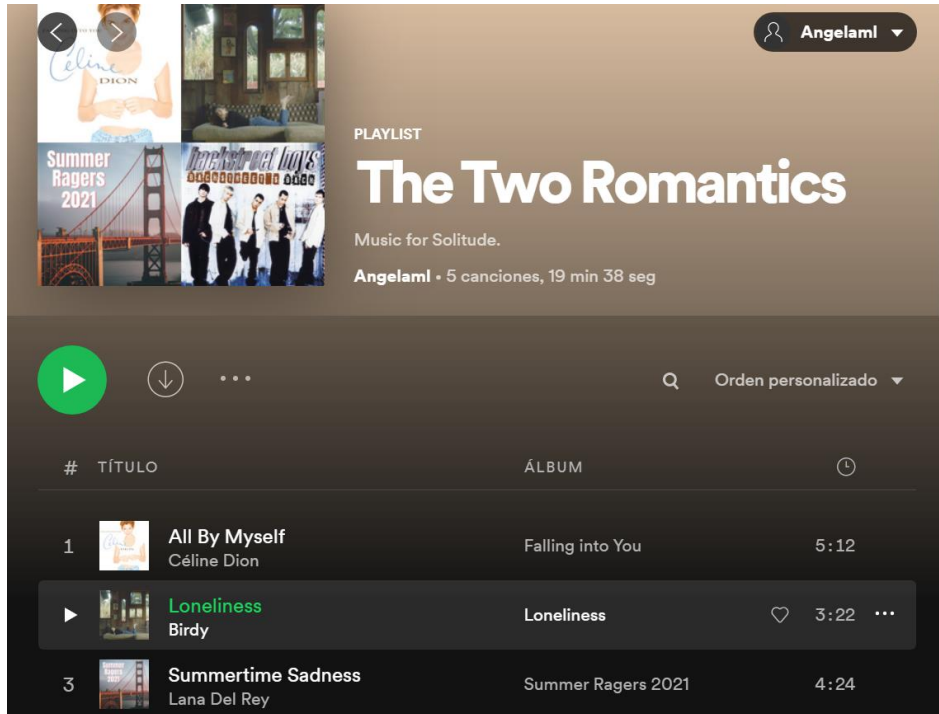 Céline
DION
Summer
Ragers
2021
backstreet boys
BACKSTREET'S BACK
Angelaml
PLAYLIST
The Two Romantics
Music for Solitude.
Angelaml • 5 canciones, 19 min 38 seg
Orden personalizado
# TÍTULO ÁLBUM
1 All By Myself Falling into You 5:12
Céline Dion
Loneliness Loneliness 3:22
Birdy
3 Summertime Sadness Summer Ragers 2021 4:24
Lana Del Rey